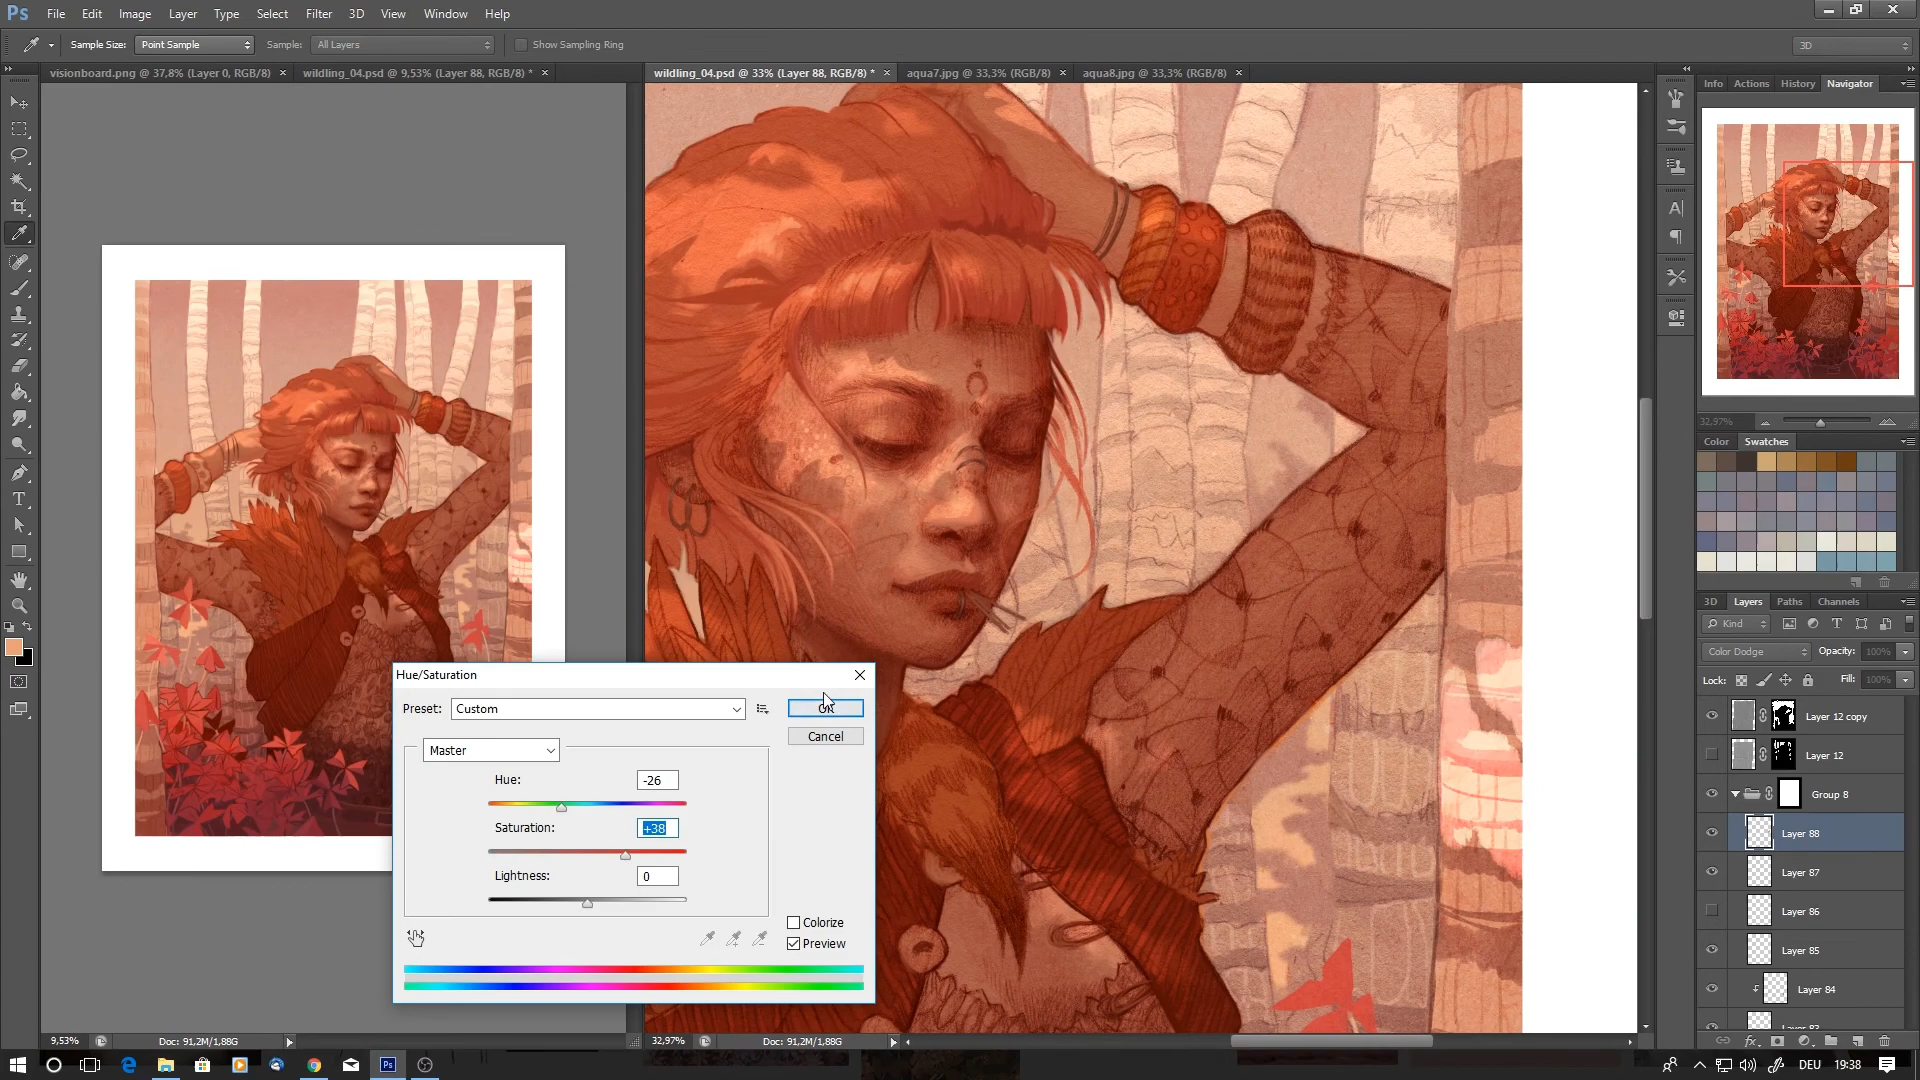 Ps File Edit Image Layer Type Select Filter 3D View Window Help
Sample Size: Point Sample Sample: All Layers Show Sampling Ring 3D
visionboard.png @ 37,8% (Layer 0, RGB/8) wildling_04.psd @ 9,53% (Layer 88, RGB/8) *
wildling_04.psd @ 33% (Layer 88, RGB/8) * aqua7.jpg @ 33,3% (RGB/8) aqua8.jpg @ 33,3% (RGB/8)
Info Actions History Navigator
32,97%
Color Swatches
3D Layers Paths Channels
Kind
Color Dodge Opacity: 100%
Lock: Fill: 100%
Layer 12 copy
Layer 12
Group 8
Layer 88
Layer 87
Layer 86
Layer 85
Layer 84
Hue/Saturation
Preset: Custom
OK
Cancel
Master
Hue: -26
Saturation: +38
Lightness: 0
Colorize
Preview
9,53% Doc: 91,2M/1,88G
32,97% Doc: 91,2M/1,88G
Ps
DEU 19:38